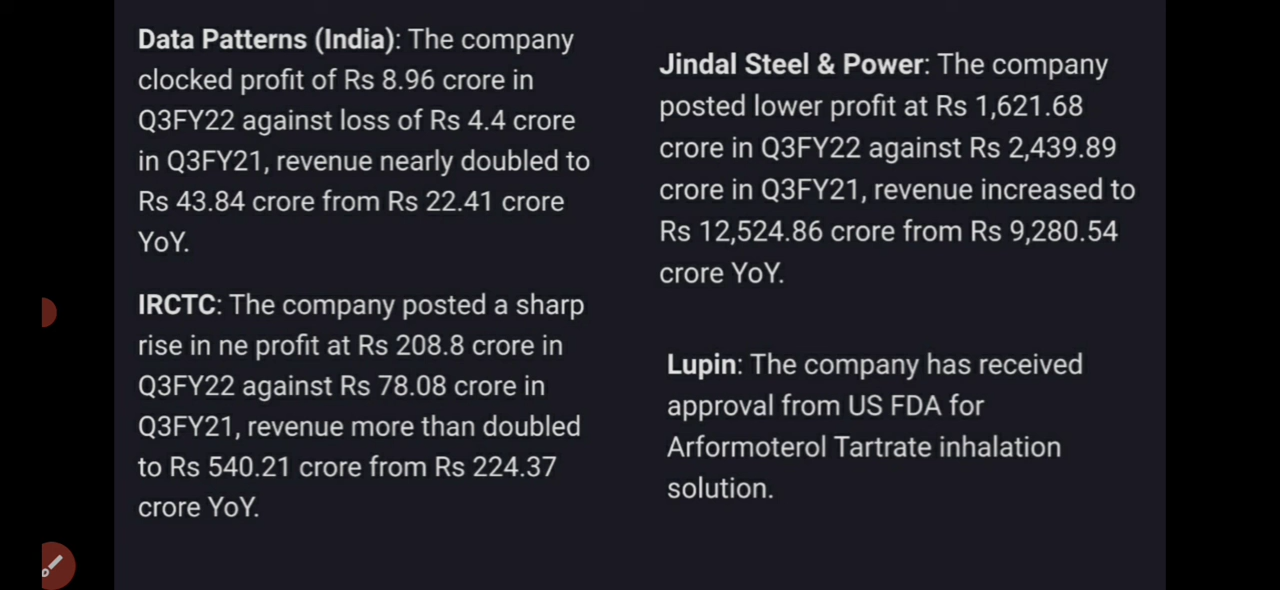 Data Patterns (India): The company
clocked profit of Rs 8.96 crore in
Q3FY22 against loss of Rs 4.4 crore
in Q3FY21, revenue nearly doubled to
Rs 43.84 crore from Rs 22.41 crore
YoY.
IRCTC: The company posted a sharp
rise in ne profit at Rs 208.8 crore in
Q3FY22 against Rs 78.08 crore in
Q3FY21, revenue more than doubled
to Rs 540.21 crore from Rs 224.37
crore YoY.
Jindal Steel & Power: The company
posted lower profit at Rs 1,621.68
crore in Q3FY22 against Rs 2,439.89
crore in Q3FY21, revenue increased to
Rs 12,524.86 crore from Rs 9,280.54
crore YoY.
Lupin: The company has received
approval from US FDA for
Arformoterol Tartrate inhalation
solution.